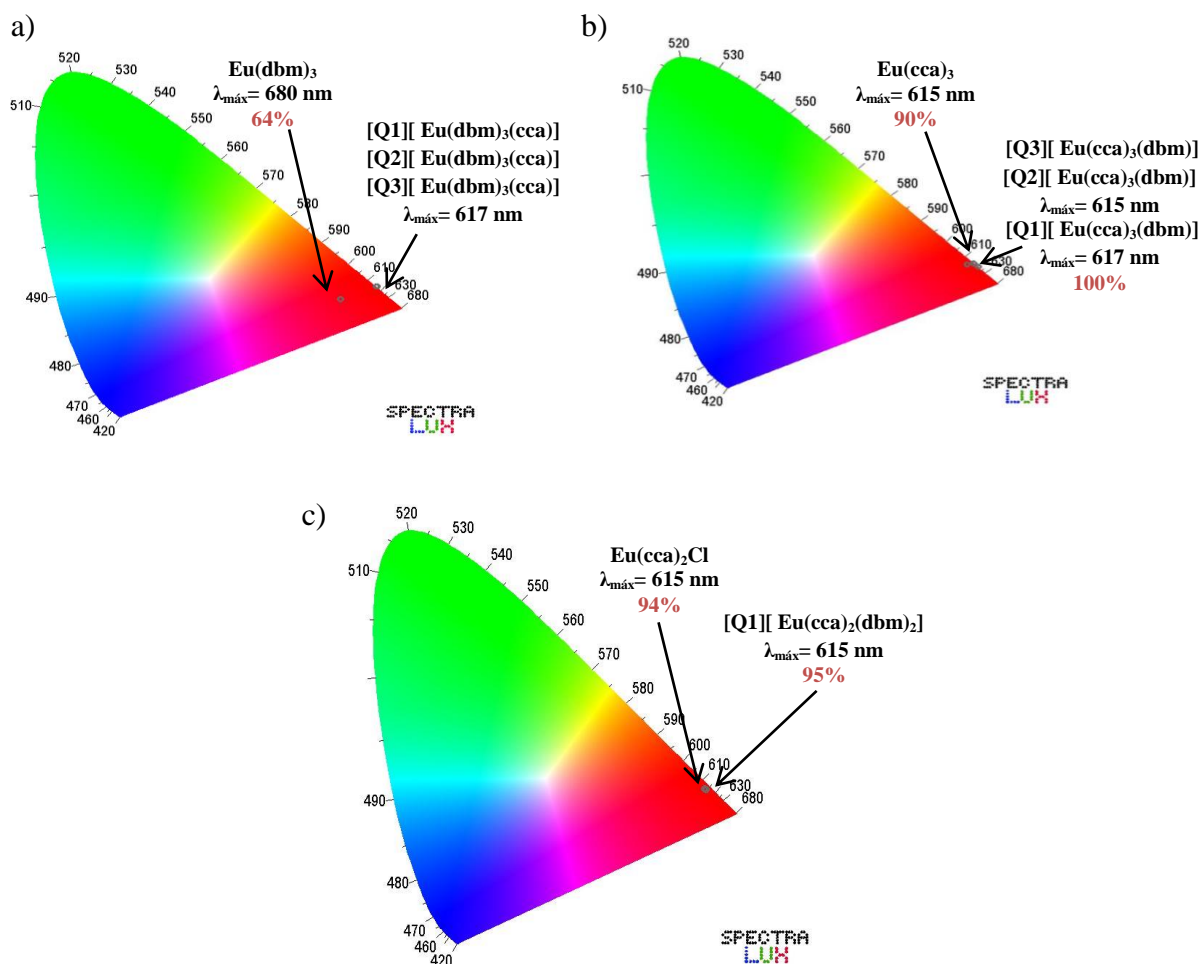 a)
520
530
540
550
560
570
580
590
600
610
630
680
510
490
480
470
460
420
Eu(dbm)₃
λmáx= 680 nm
64%
[Q1][ Eu(dbm)₃(cca)]
[Q2][ Eu(dbm)₃(cca)]
[Q3][ Eu(dbm)₃(cca)]
λmáx= 617 nm
SPECTRA
LUX
b)
520
530
540
550
560
570
580
590
600
610
630
680
510
490
480
470
460
420
Eu(cca)₃
λmáx= 615 nm
90%
[Q3][ Eu(cca)₃(dbm)]
[Q2][ Eu(cca)₃(dbm)]
λmáx= 615 nm
[Q1][ Eu(cca)₃(dbm)]
λmáx= 617 nm
100%
SPECTRA
LUX
c)
520
530
540
550
560
570
580
590
600
610
630
680
510
490
480
470
460
420
Eu(cca)₂Cl
λmáx= 615 nm
94%
[Q1][ Eu(cca)₂(dbm)₂]
λmáx= 615 nm
95%
SPECTRA
LUX